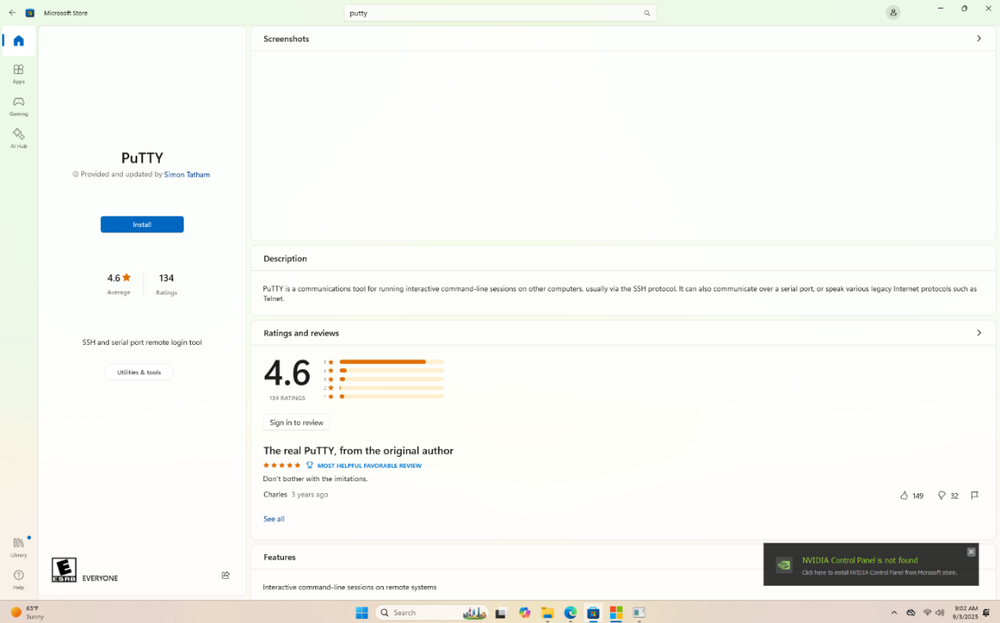 Microsoft Store
putty
Apps
Gaming
AI Hub
Library
Help
PuTTY
Provided and updated by Simon Tatham
Install
4.6
Average
134
Ratings
SSH and serial port remote login tool
Utilities & tools
E
ESRB
EVERYONE
Screenshots
Description
PuTTY is a communications tool for running interactive command-line sessions on other computers, usually via the SSH protocol. It can also communicate over a serial port, or speak various legacy Internet protocols such as
Telnet.
Ratings and reviews
4.6
134 RATINGS
5
4
3
2
1
Sign in to review
The real PuTTY, from the original author
MOST HELPFUL FAVORABLE REVIEW
Don't bother with the imitations.
Charles 3 years ago
149
32
See all
Features
Interactive command-line sessions on remote systems
NVIDIA Control Panel is not found
Click here to install NVIDIA Control Panel from Microsoft store.
63°F
Sunny
Search
9:02 AM
9/3/2025